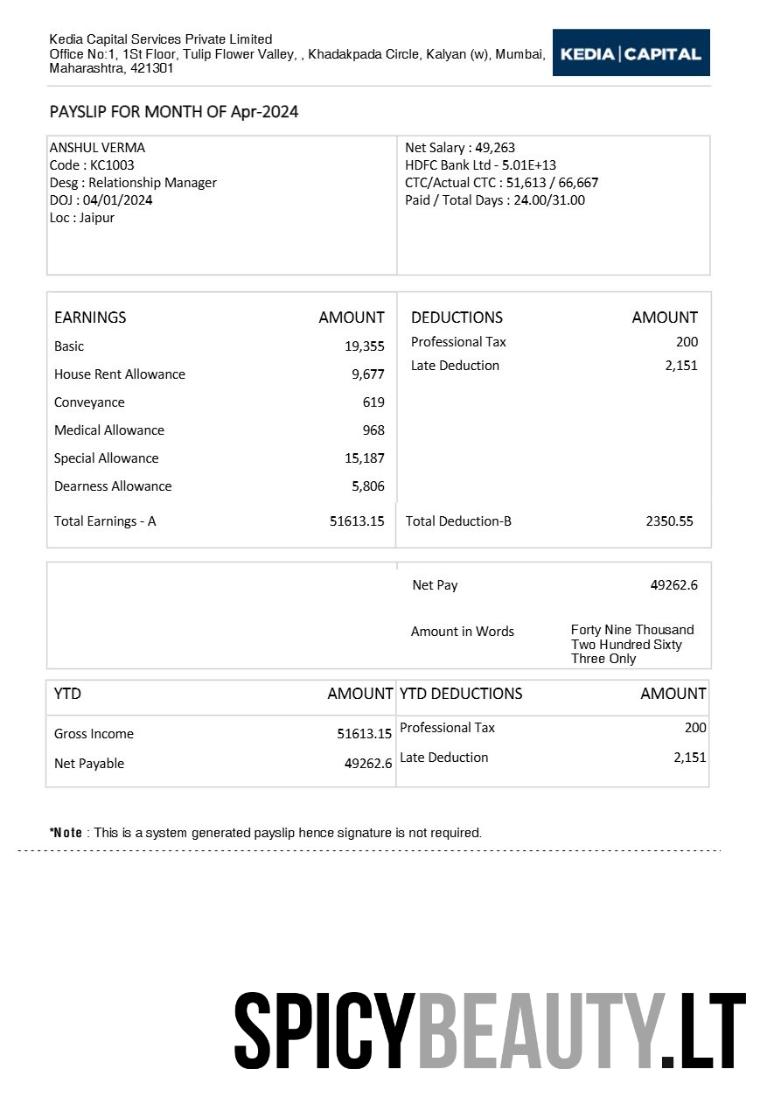 Kedia Capital Services Private Limited
Office No:1, 1St Floor, Tulip Flower Valley, , Khadakpada Circle, Kalyan (w), Mumbai,
Maharashtra, 421301
KEDIA|CAPITAL
PAYSLIP FOR MONTH OF Apr-2024
ANSHUL VERMA
Code : KC1003
Desg : Relationship Manager
DOJ : 04/01/2024
Loc : Jaipur
Net Salary : 49,263
HDFC Bank Ltd - 5.01E+13
CTC/Actual CTC : 51,613 / 66,667
Paid / Total Days : 24.00/31.00
EARNINGS AMOUNT
Basic 19,355
House Rent Allowance 9,677
Conveyance 619
Medical Allowance 968
Special Allowance 15,187
Dearness Allowance 5,806
Total Earnings - A 51613.15
DEDUCTIONS AMOUNT
Professional Tax 200
Late Deduction 2,151
Total Deduction-B 2350.55
Net Pay 49262.6
Amount in Words Forty Nine Thousand
Two Hundred Sixty
Three Only
YTD AMOUNT
Gross Income 51613.15
Net Payable 49262.6
YTD DEDUCTIONS AMOUNT
Professional Tax 200
Late Deduction 2,151
*Note : This is a system generated payslip hence signature is not required.
SPICYBEAUTY.LT